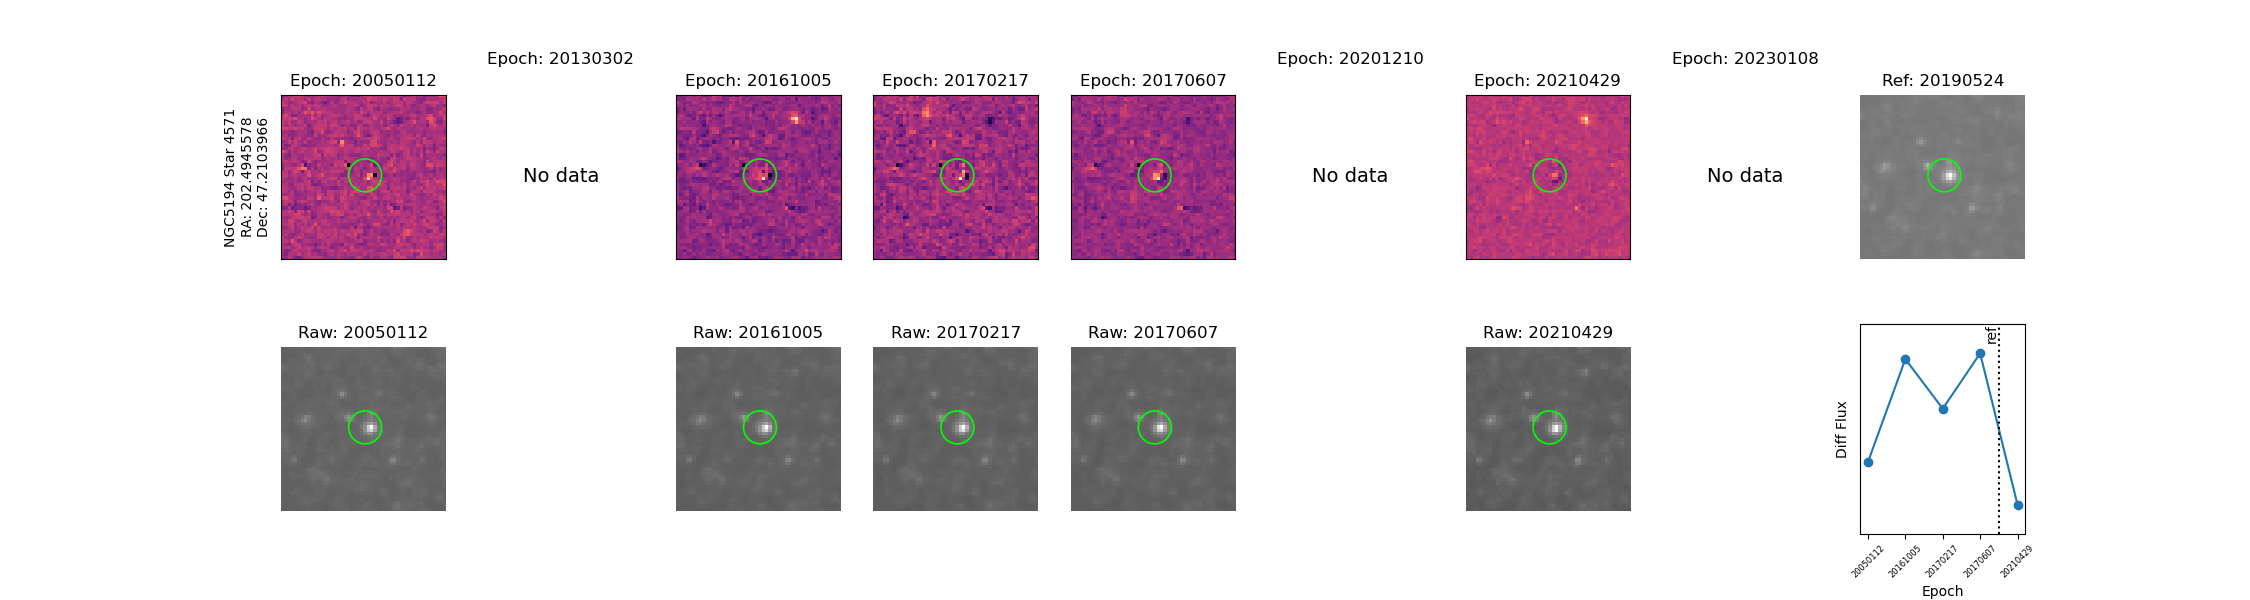 Epoch: 20130302
Epoch: 20201210
Epoch: 20230108
Epoch: 20050112
Epoch: 20161005
Epoch: 20170217
Epoch: 20170607
Epoch: 20210429
Ref: 20190524
NGC5194 Star 4571
RA: 202.4945578
Dec: 47.2103966
No data
No data
No data
Raw: 20050112
Raw: 20161005
Raw: 20170217
Raw: 20170607
Raw: 20210429
ref
Diff Flux
20050112
20161005
20170217
20170607
20210429
Epoch